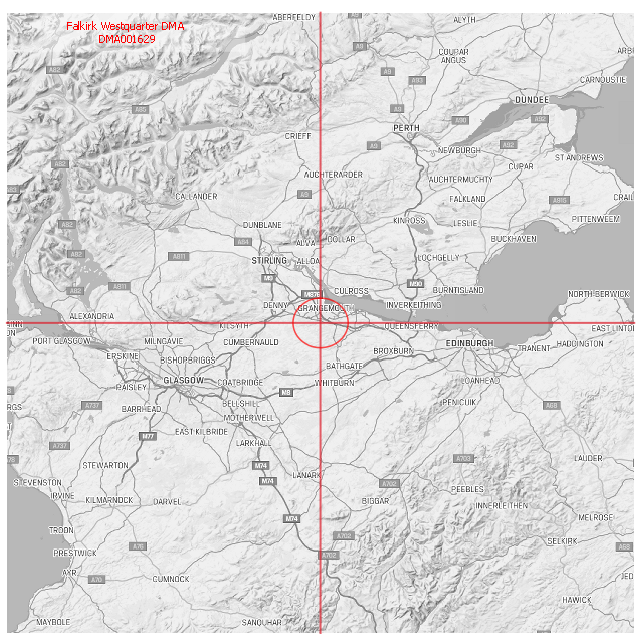 Falkirk Westquarter DMA
DMA001629
ABERFELDY
A9
ALYTH
COUPAR
ANGUS
A82
A9
A93
CARNOUSTIE
A85
A9
DUNDEE
A90
A92
PERTH
CRIEFF
A9
NEWBURGH
A92
ST ANDREWS
A82
CUPAR
AUCHTERARDER
AUCHTERMUCHTY
CALLANDER
A9
FALKLAND
A915
CRAIL
A82
DUNBLANE
KINROSS
LESLIE
PITTENWEEM
A84
ALVA
DOLLAR
BUCKHAVEN
A82
A811
STIRLING
ALLOA
LOCHGELLY
M9
M90
A82
A811
CULROSS
BURNTISLAND
M876
NORTH BERWICK
DENNY
GRANGEMOUTH
INVERKEITHING
ALEXANDRIA
KILSYTH
QUEENSFERRY
EAST LINTON
PORT GLASGOW
MILNGAVIE
CUMBERNAULD
EDINBURGH
HADDINGTON
ERSKINE
BISHOPBRIGGS
BROXBURN
TRANENT
BATHGATE
GLASGOW
COATBRIDGE
WHITBURN
LOANHEAD
PAISLEY
M8
A737
BARRHEAD
BELLSHILL
PENICUIK
A68
MOTHERWELL
M77
EAST KILBRIDE
A737
LARKHALL
STEWARTON
M74
A703
LAUDER
LANARK
STEVENSTON
M74
A702
PEEBLES
IRVINE
KILMARNOCK
DARVEL
BIGGAR
INNERLEITHEN
TROON
M74
MELROSE
A76
A702
SELKIRK
A68
PRESTWICK
A702
AYR
A70
CUMNOCK
HAWICK
MAYBOLE
SANQUHAR